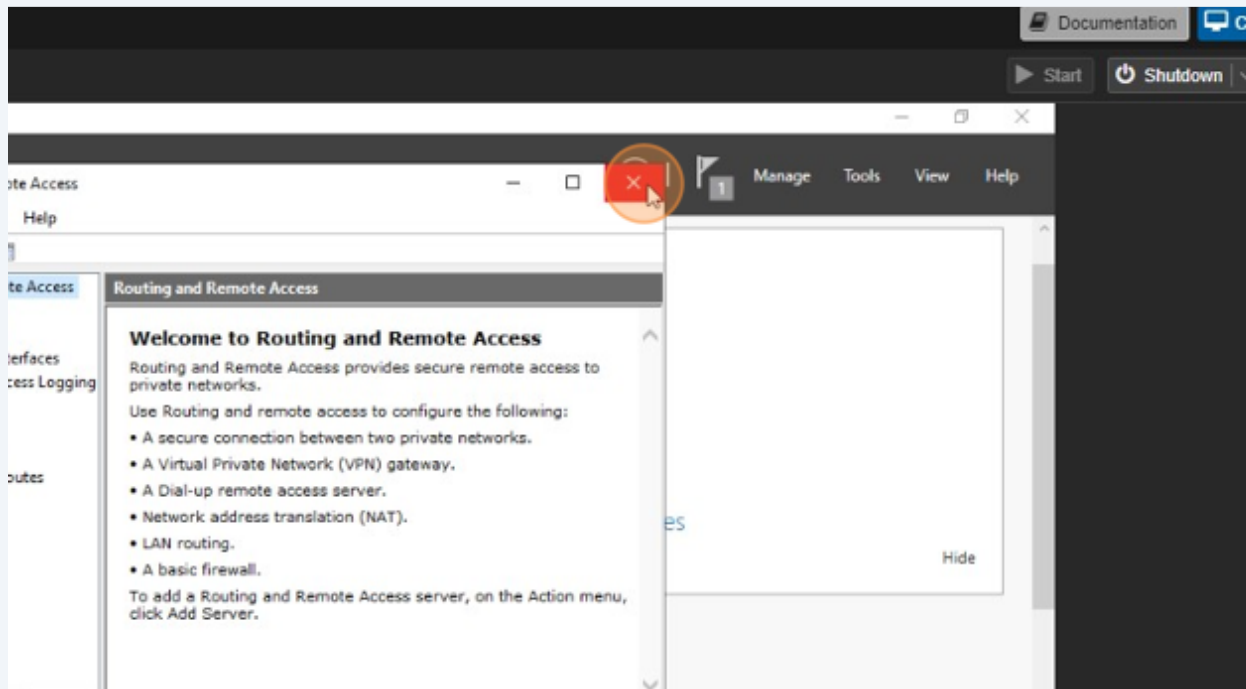 Documentation
Start
Shutdown
1
Manage
Tools
View
Help
Access
Help
Access
Routing and Remote Access
Welcome to Routing and Remote Access
Routing and Remote Access provides secure remote access to
private networks.
Logging
Use Routing and remote access to configure the following:
• A secure connection between two private networks.
• A Virtual Private Network (VPN) gateway.
• A Dial-up remote access server.
• Network address translation (NAT).
• LAN routing.
• A basic firewall.
To add a Routing and Remote Access server, on the Action menu,
click Add Server.
Hide